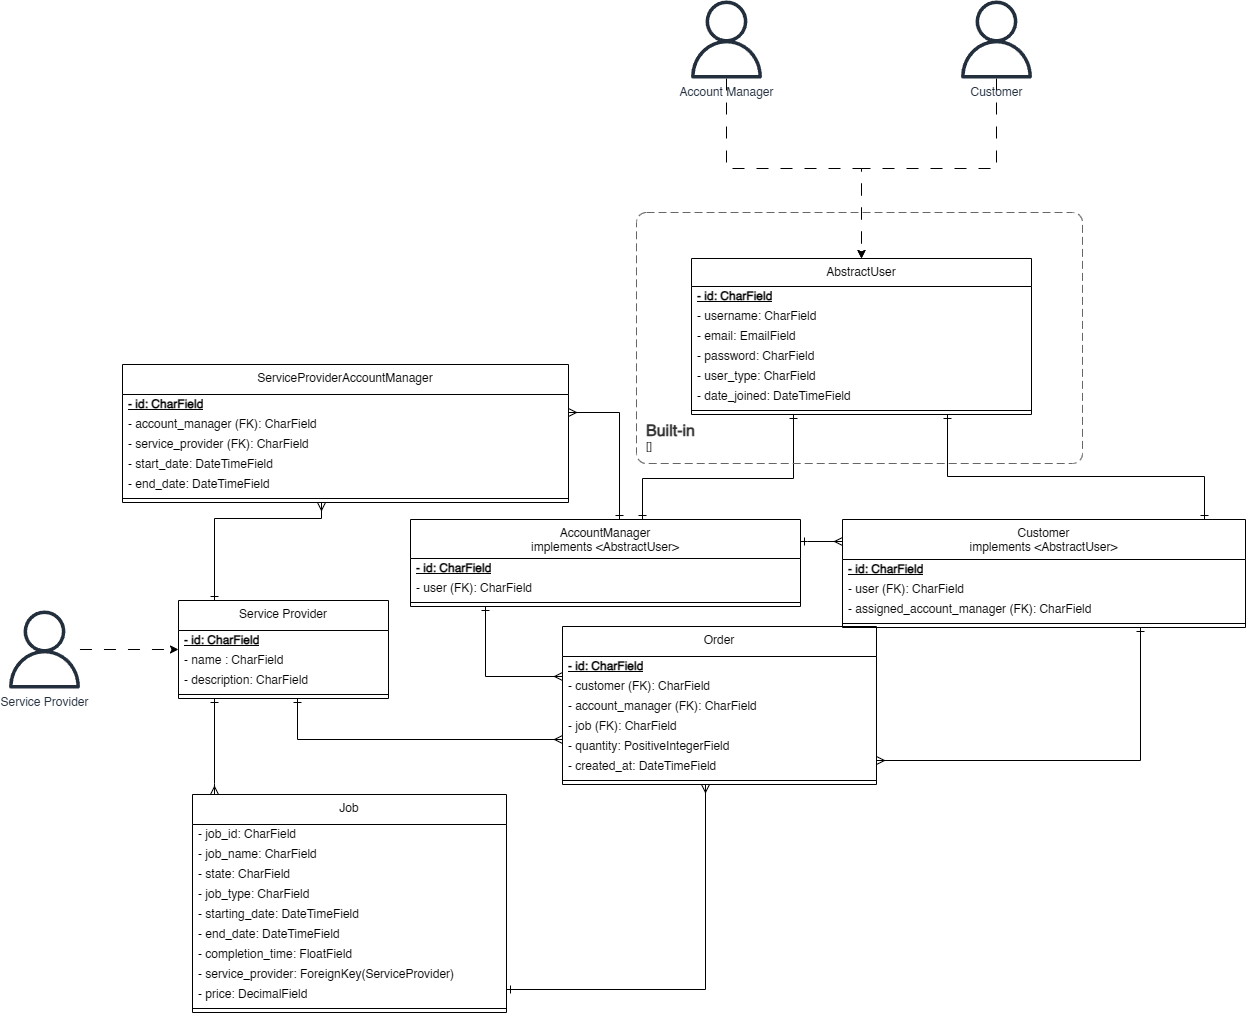 Account Manager
Customer
AbstractUser
- id: CharField
- username: CharField
- email: EmailField
- password: CharField
- user_type: CharField
- date_joined: DateTimeField
Built-in
[]
ServiceProviderAccountManager
- id: CharField
- account_manager (FK): CharField
- service_provider (FK): CharField
- start_date: DateTimeField
- end_date: DateTimeField
AccountManager
implements <AbstractUser>
- id: CharField
- user (FK): CharField
Customer
implements <AbstractUser>
- id: CharField
- user (FK): CharField
- assigned_account_manager (FK): CharField
Service Provider
Service Provider
- id: CharField
- name : CharField
- description: CharField
Order
- id: CharField
- customer (FK): CharField
- account_manager (FK): CharField
- job (FK): CharField
- quantity: PositiveIntegerField
- created_at: DateTimeField
Job
- job_id: CharField
- job_name: CharField
- state: CharField
- job_type: CharField
- starting_date: DateTimeField
- end_date: DateTimeField
- completion_time: FloatField
- service_provider: ForeignKey(ServiceProvider)
- price: DecimalField